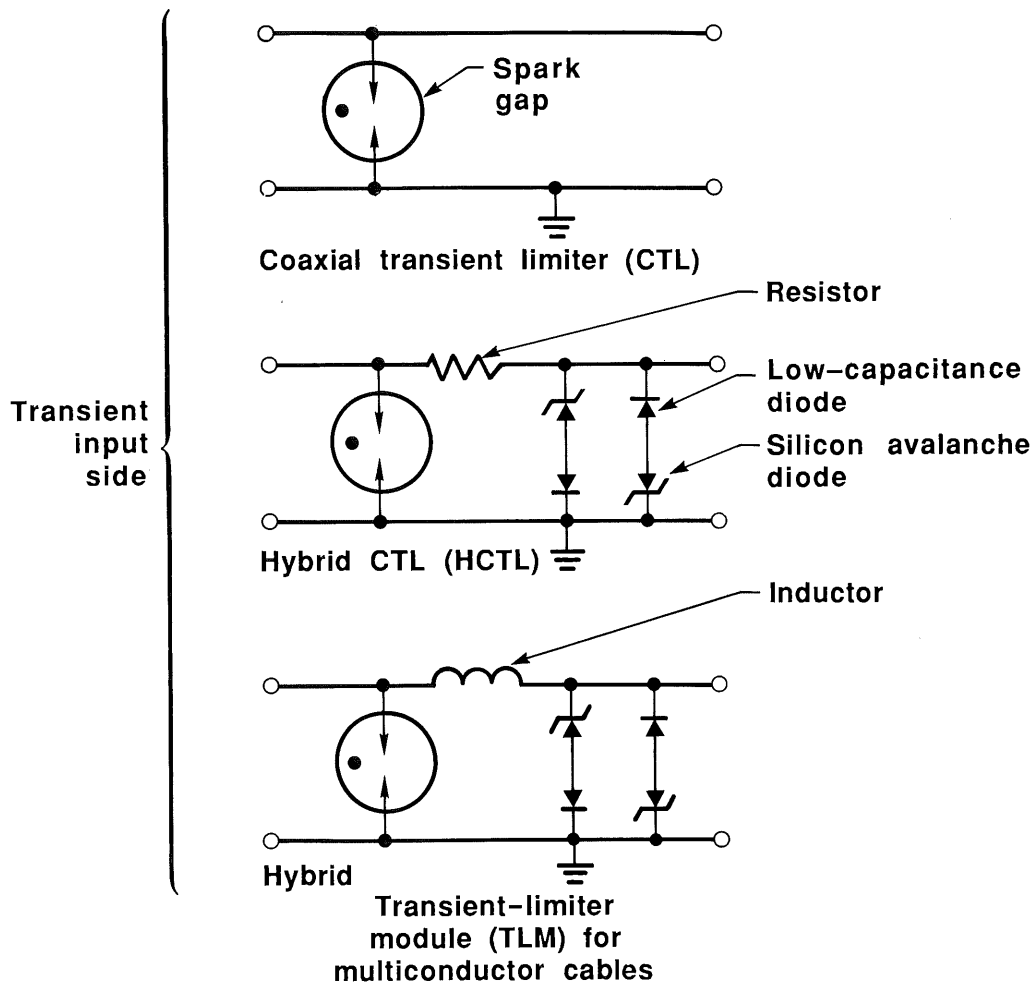 Spark
gap
Coaxial transient limiter (CTL)
Resistor
Low-capacitance
diode
Transient
input
side
Silicon avalanche
diode
Hybrid CTL (HCTL)
Inductor
Hybrid
Transient-limiter
module (TLM) for
multiconductor cables